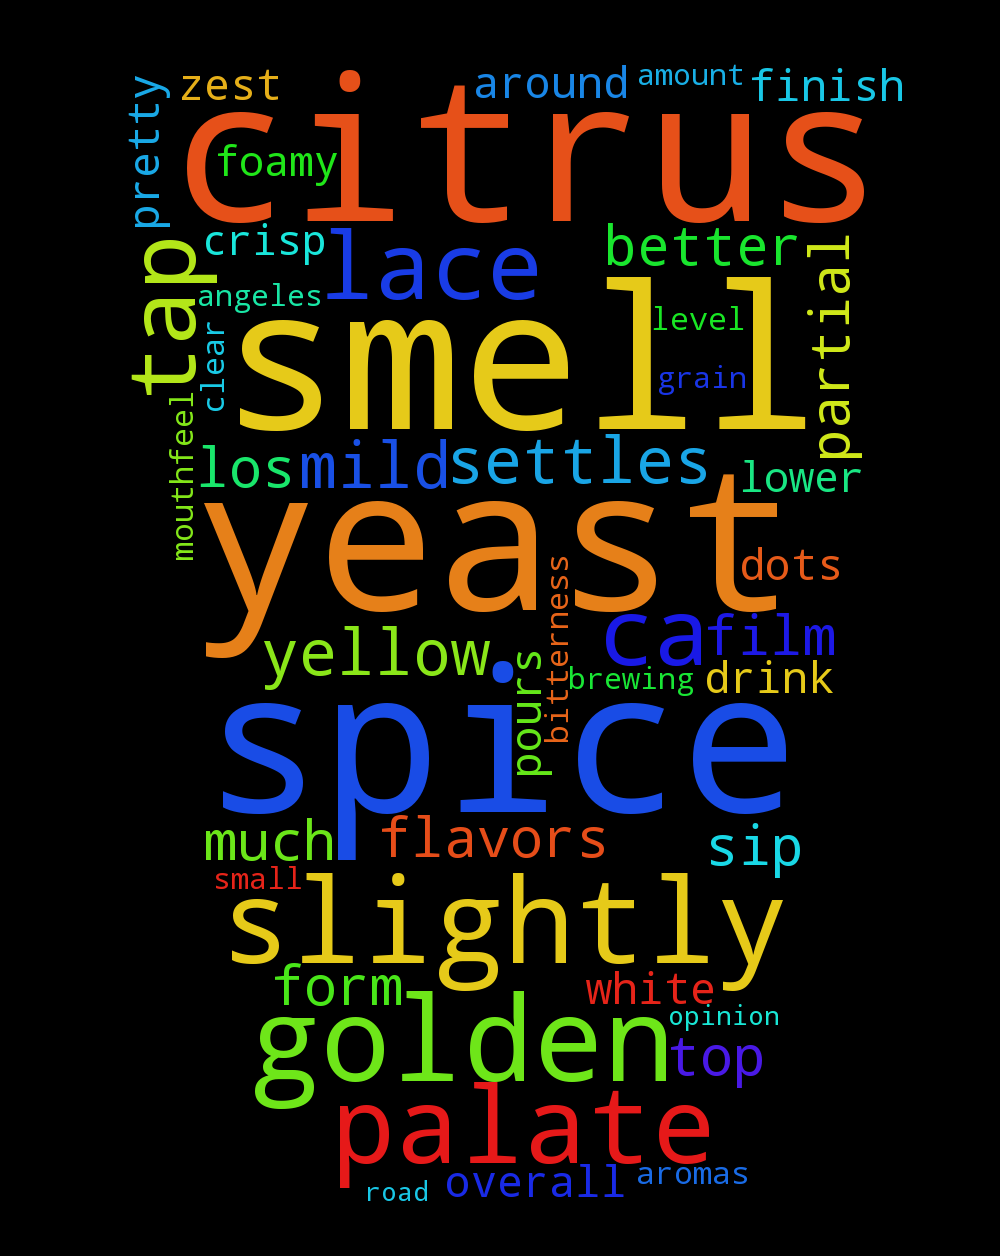 zest
around
amount
finish
pretty
citrus
foamy
crisp
lace
better
tap
angeles
partial
smell
level
clear
grain
mouthfeel
los
mild
settles
lower
yeast
dots
bitterness
ca
film
yellow
pours
brewing
drink
spice
much
flavors
sip
small
slightly
form
white
golden
opinion
top
palate
road
overall
aromas